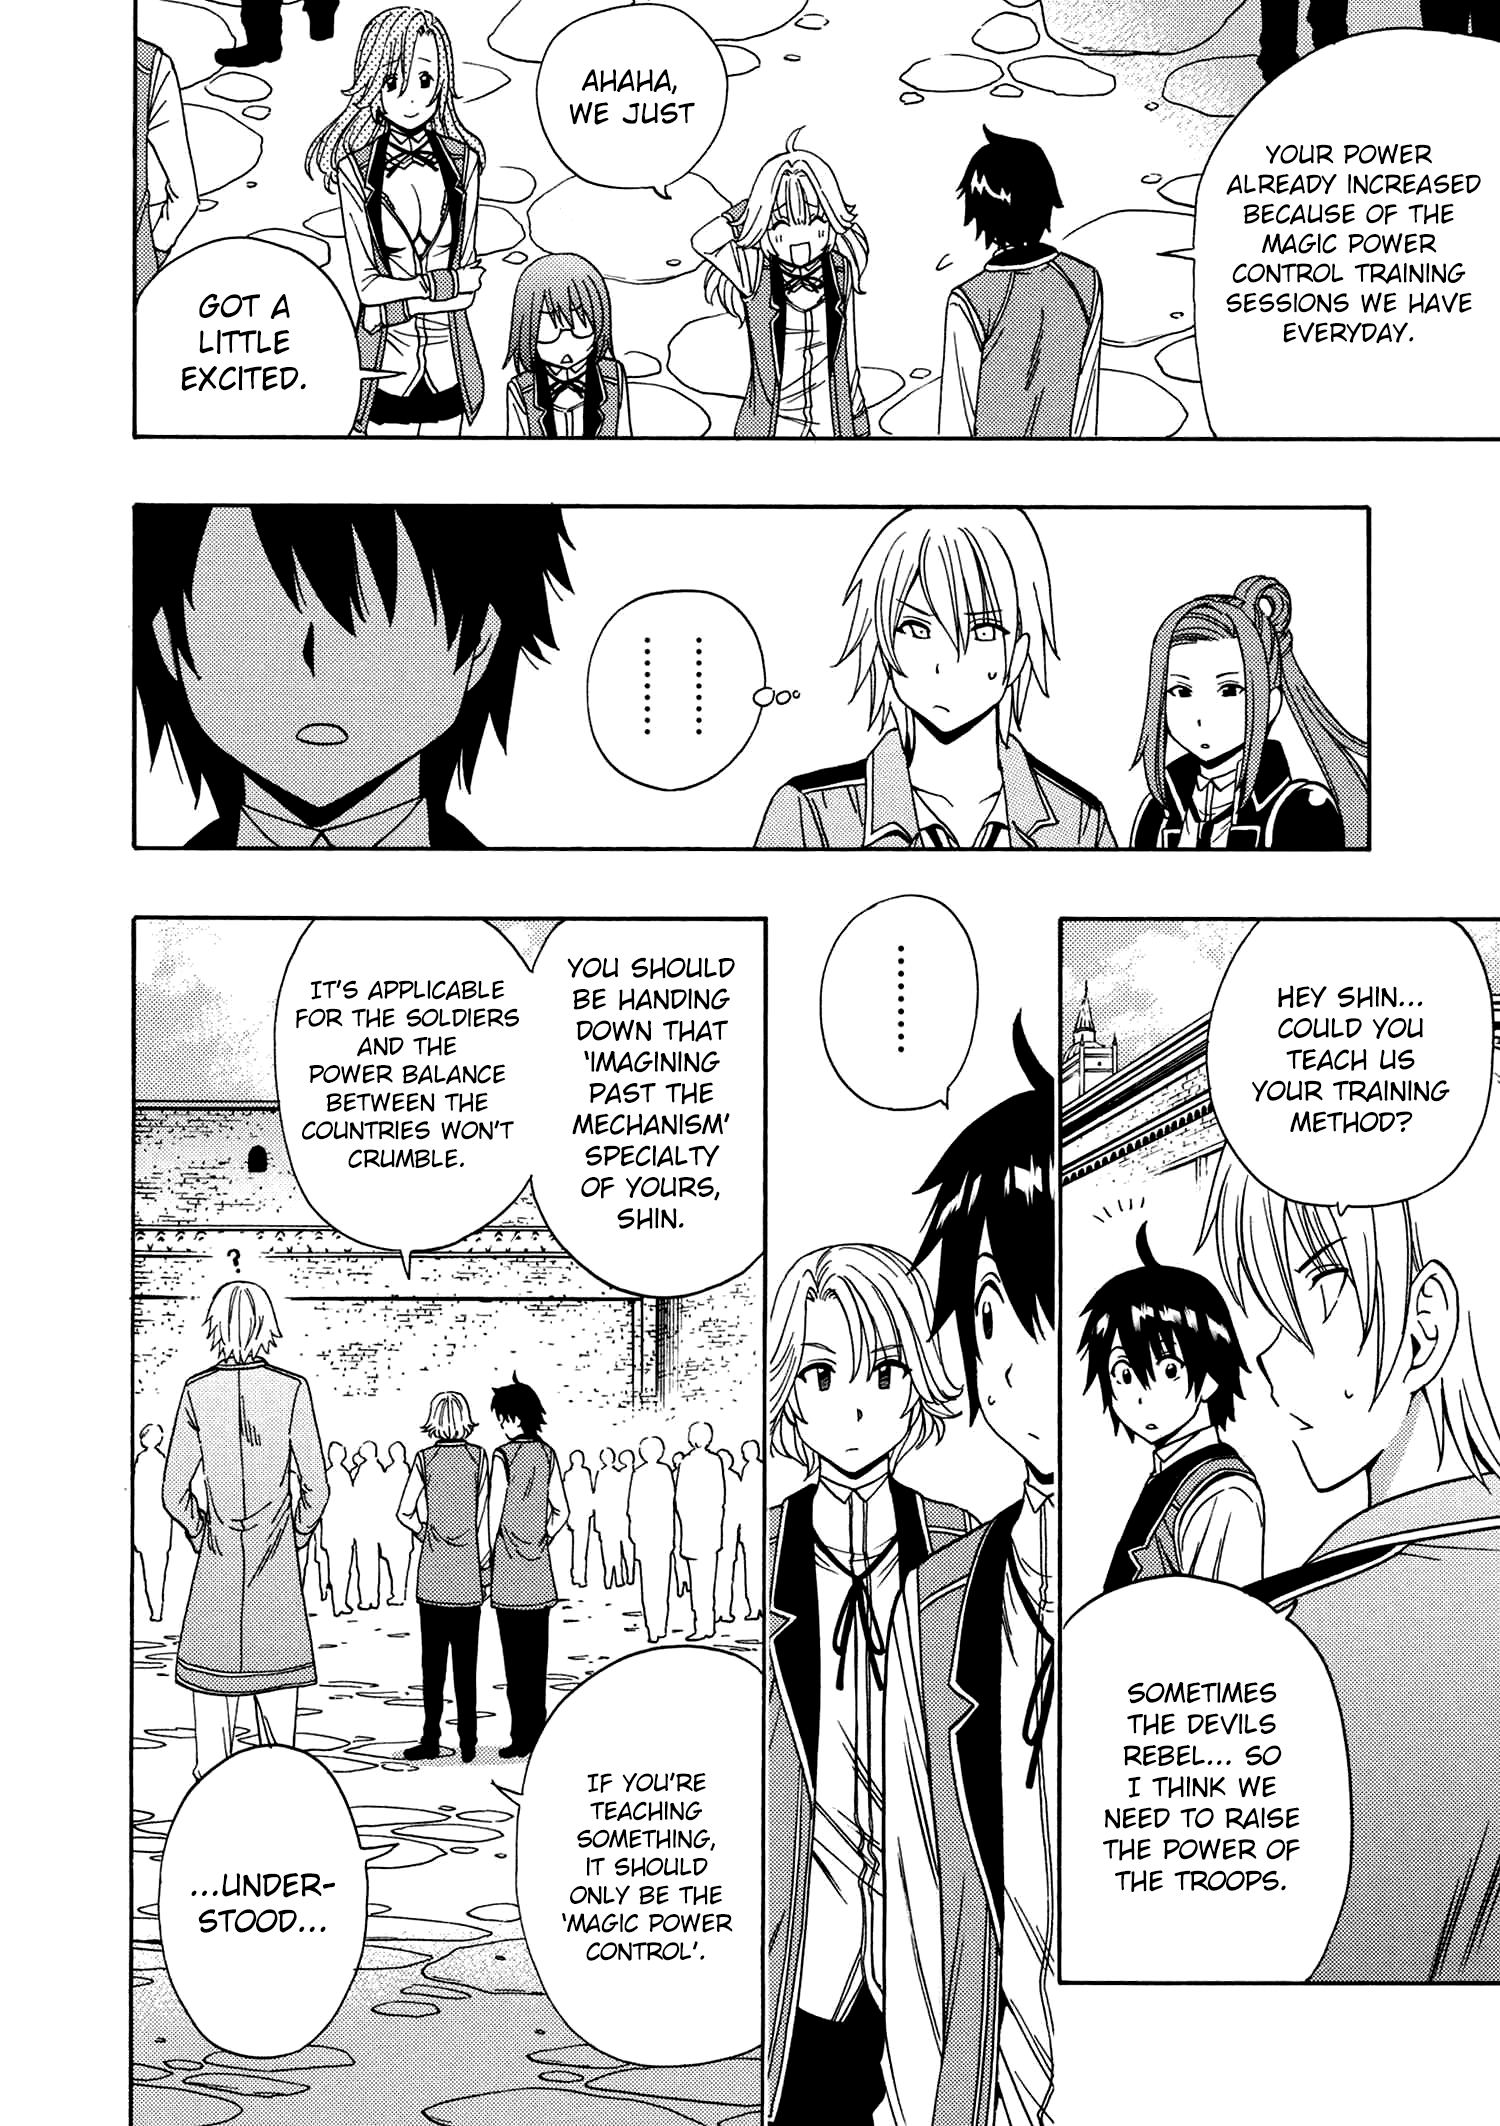 YOUR POWER
ALREADY INCREASED
BECAUSE OF THE
MAGIC POWER
CONTROL TRAINING
SESSIONS WE HAVE
EVERYDAY.
AHAHA,
WE JUST
GOT A
LITTLE
EXCITED.
HEY SHIN...
COULD YOU
TEACH US
YOUR TRAINING
METHOD?
SOMETIMES
THE DEVILS
REBEL... SO
I THINK WE
NEED TO RAISE
THE POWER OF
THE TROOPS.
YOU SHOULD
BE HANDING
DOWN THAT
'IMAGINING
PAST THE
MECHANISM'
SPECIALTY
OF YOURS,
SHIN.
IT'S APPLICABLE
FOR THE SOLDIERS
AND THE
POWER BALANCE
BETWEEN THE
COUNTRIES WON'T
CRUMBLE.
?
IF YOU'RE
TEACHING
SOMETHING,
IT SHOULD
ONLY BE THE
'MAGIC POWER
CONTROL'.
...UNDER-
STOOD...